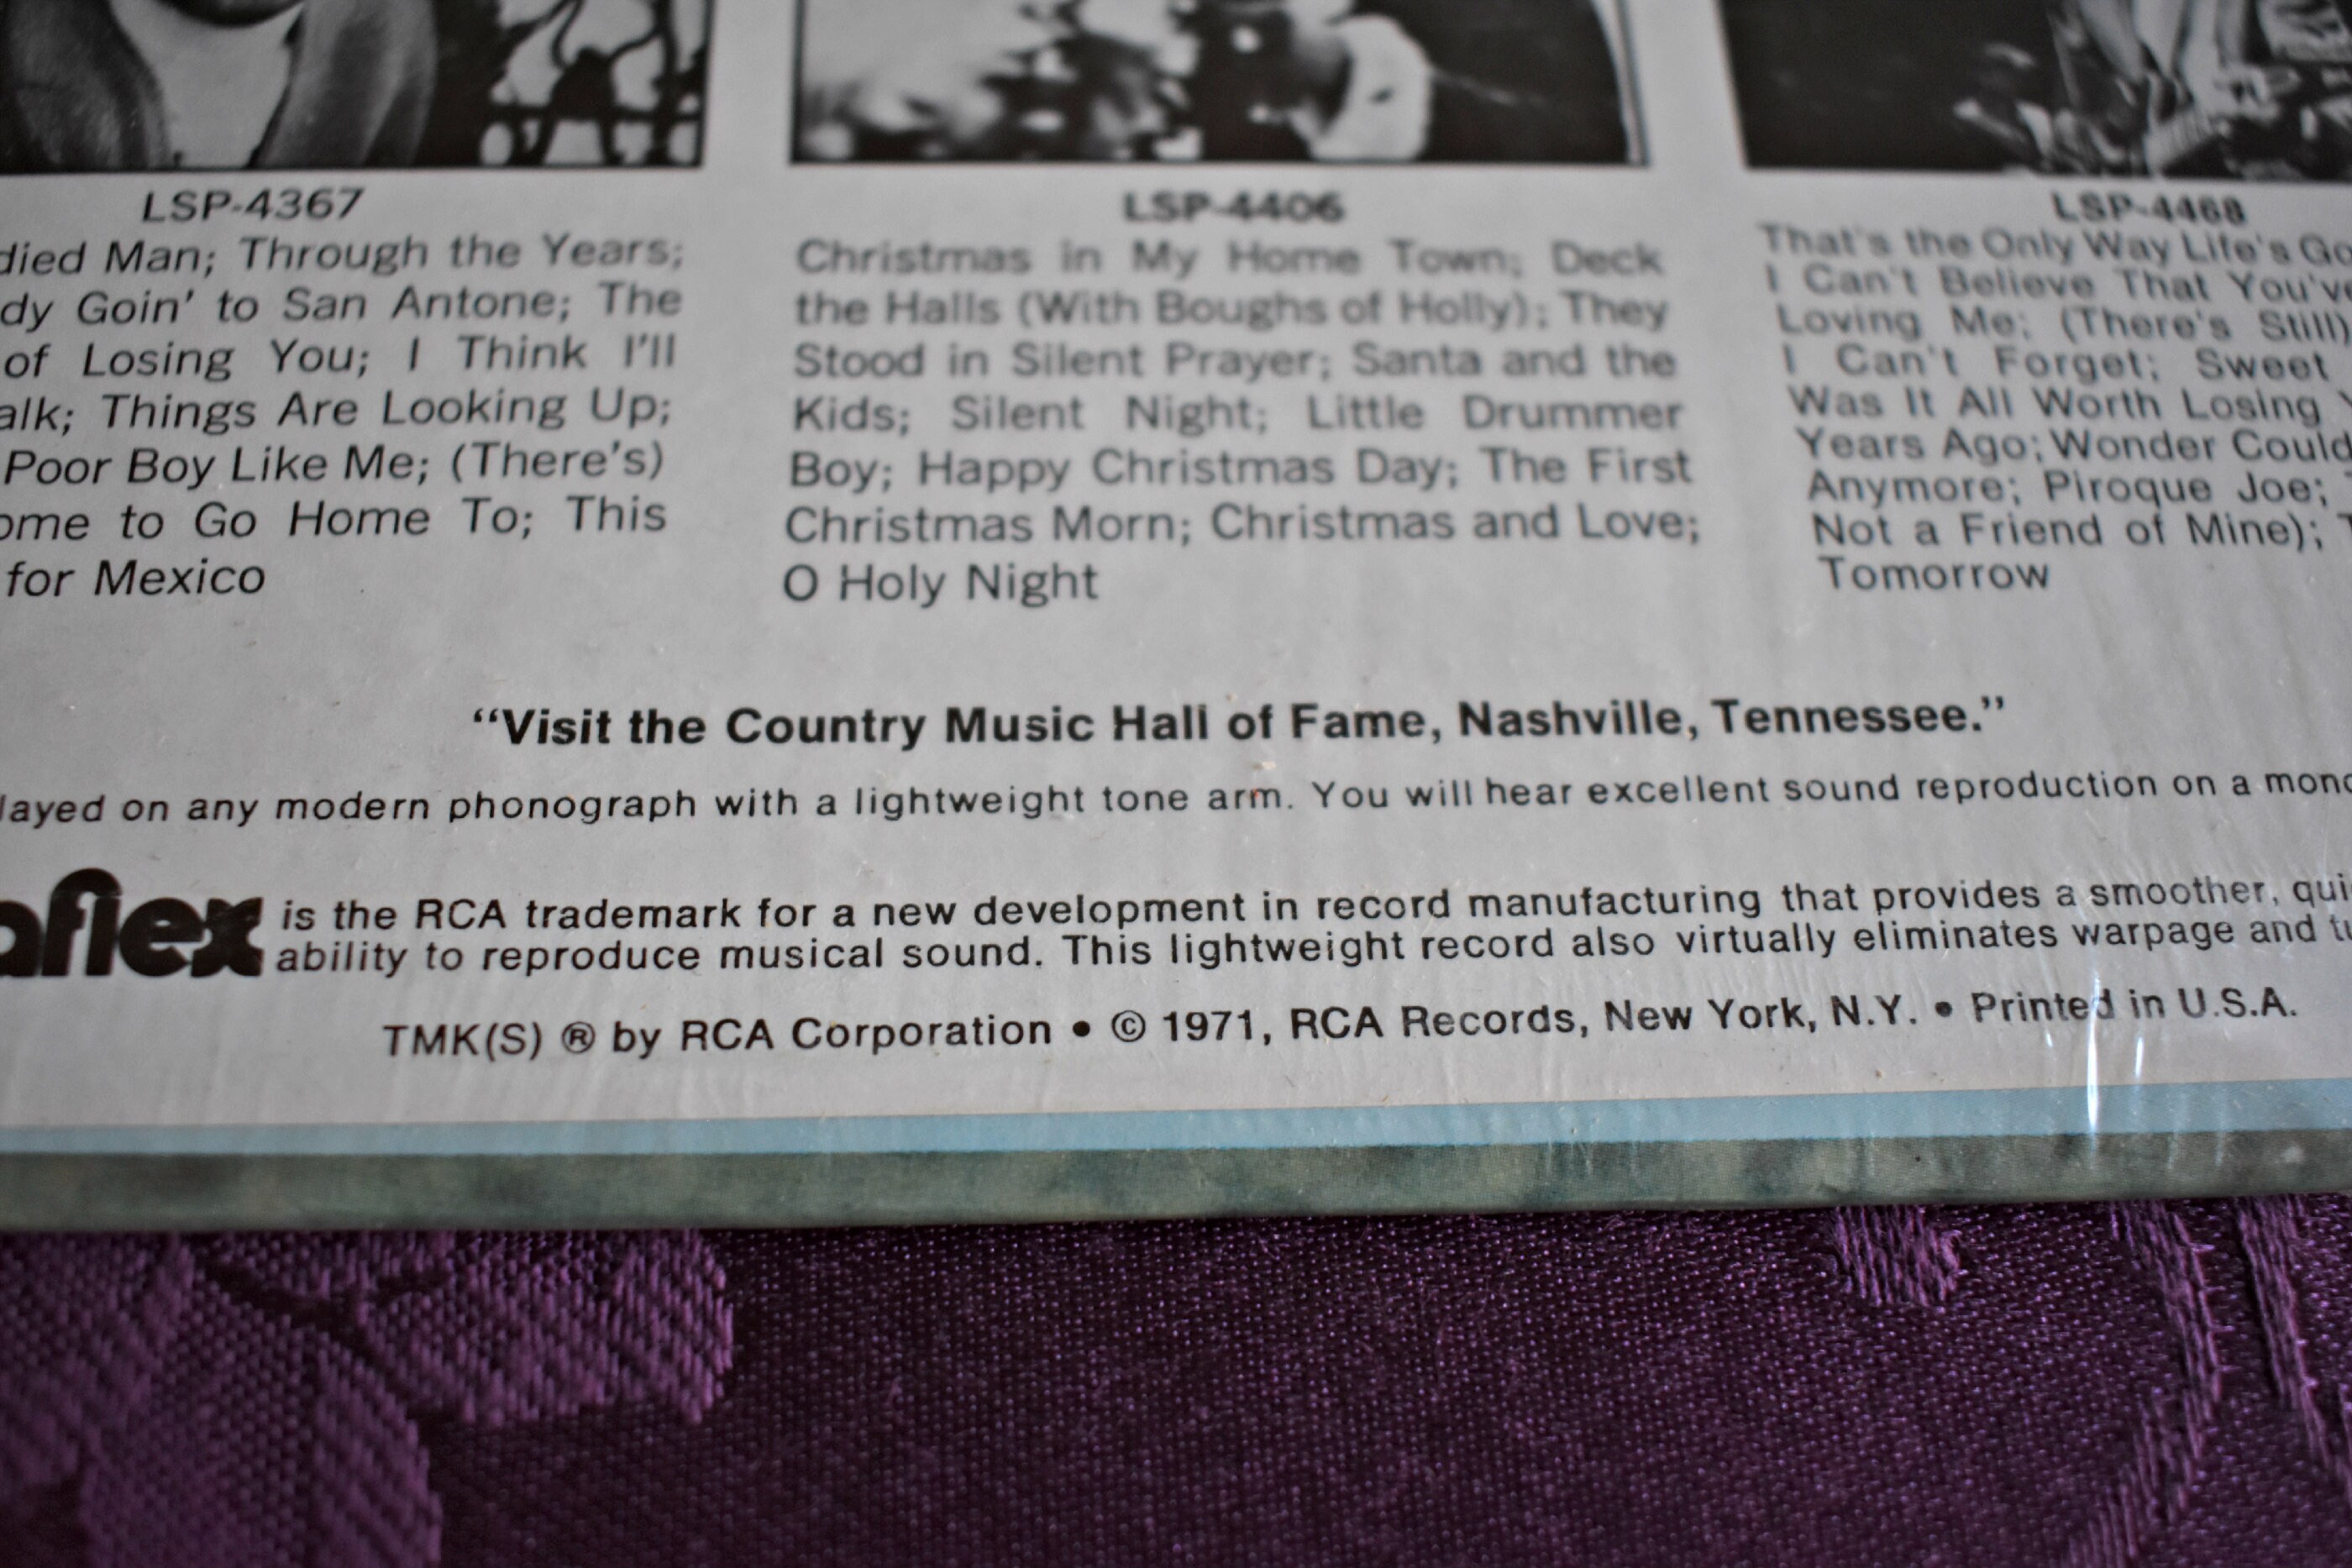 LSP-4367
died Man; Through the Years;
dy Goin' to San Antone; The
of Losing You; I Think I'll
alk; Things Are Looking Up;
Poor Boy Like Me; (There's)
ome to Go Home To; This
for Mexico
LSP-4406
Christmas in My Home Town; Deck
the Halls (With Boughs of Holly); They
Stood in Silent Prayer; Santa and the
Kids; Silent Night; Little Drummer
Boy; Happy Christmas Day; The First
Christmas Morn; Christmas and Love;
O Holy Night
LSP-4468
That's the Only Way Life's Go
I Can't Believe That You've
Loving Me; (There's Still)
I Can't Forget; Sweet
Was It All Worth Losing
Years Ago; Wonder Could
Anymore; Piroque Joe;
Not a Friend of Mine);
Tomorrow
“Visit the Country Music Hall of Fame, Nashville, Tennessee.”
layed on any modern phonograph with a lightweight tone arm. You will hear excellent sound reproduction on a mono
aflex is the RCA trademark for a new development in record manufacturing that provides a smoother, qui
ability to reproduce musical sound. This lightweight record also virtually eliminates warpage and tu
TMK(S) ® by RCA Corporation • © 1971, RCA Records, New York, N.Y. • Printed in U.S.A.